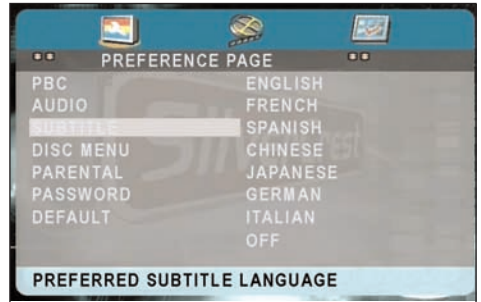 PREFERENCE PAGE
PBC ENGLISH
AUDIO FRENCH
SUBTITLE SPANISH
DISC MENU CHINESE
PARENTAL JAPANESE
PASSWORD GERMAN
DEFAULT ITALIAN
OFF
PREFERRED SUBTITLE LANGUAGE